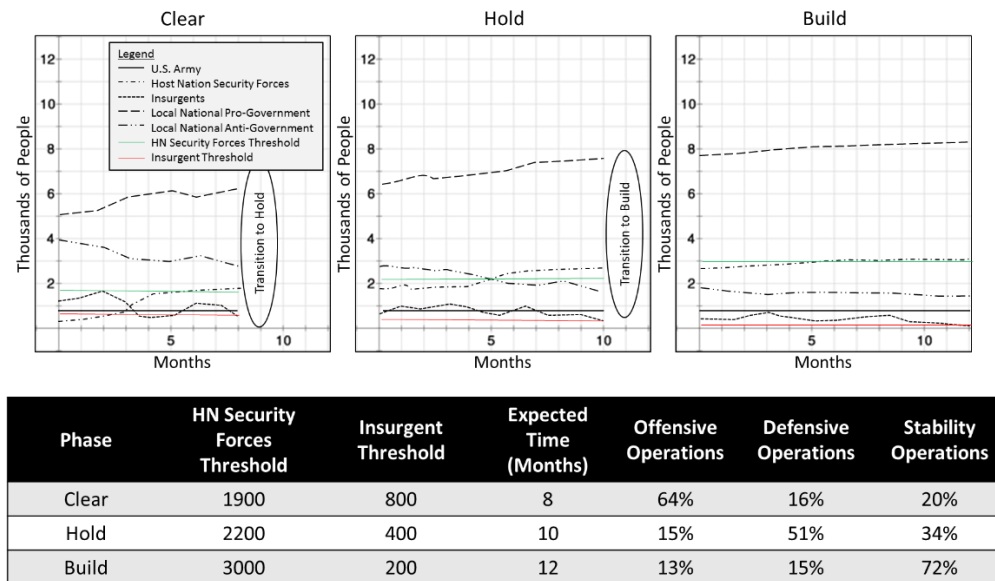 Clear
Hold
Build
Thousands of People
12
10
8
6
4
2
5
10
Months
Legend
U.S. Army
Host Nation Security Forces
Insurgents
Local National Pro-Government
Local National Anti-Government
HN Security Forces Threshold
Insurgent Threshold
Transition to Hold
Thousands of People
12
10
8
6
4
2
5
10
Months
Transition to Build
Thousands of People
12
10
8
6
4
2
5
10
Months
Phase HN Security Forces Threshold Insurgent Threshold Expected Time (Months) Offensive Operations Defensive Operations Stability Operations
Clear 1900 800 8 64% 16% 20%
Hold 2200 400 10 15% 51% 34%
Build 3000 200 12 13% 15% 72%